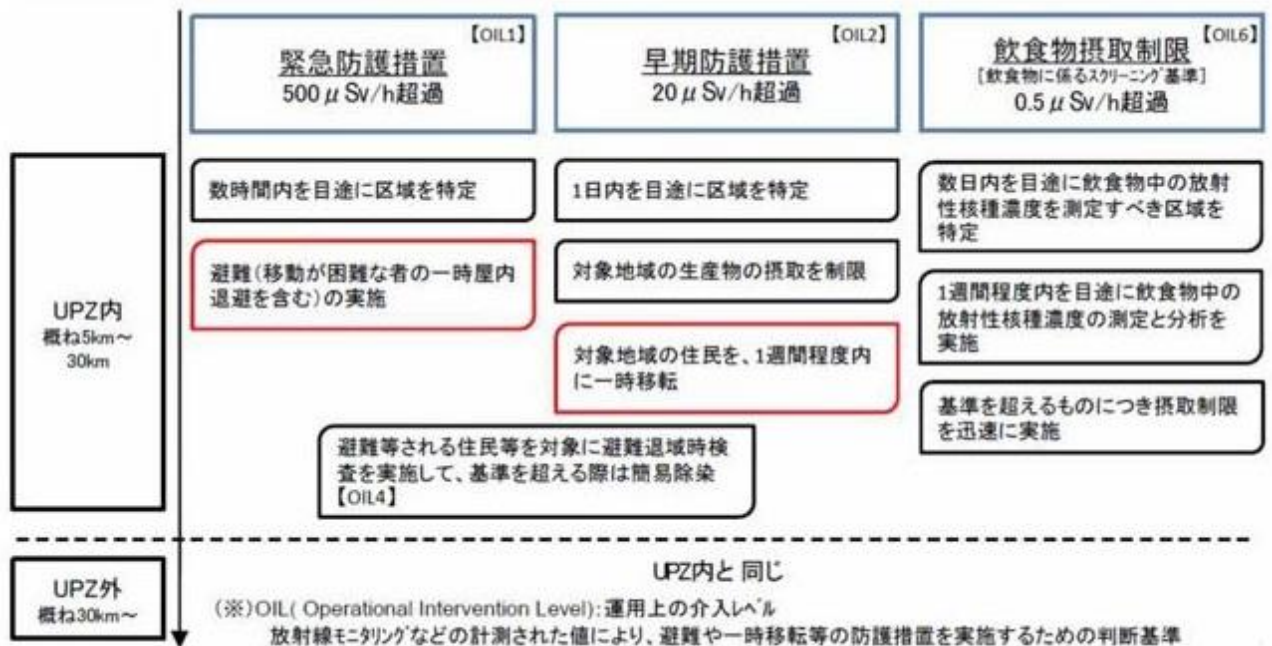 【OIL1】
緊急防護措置
500μSv/h超過
【OIL2】
早期防護措置
20μSv/h超過
【OIL6】
飲食物摂取制限
[飲食物に係るスクリーニング基準]
0.5μSv/h超過
UPZ内
概ね5km～
30km
数時間内を目途に区域を特定
避難(移動が困難な者の一時屋内
退避を含む)の実施
1日内を目途に区域を特定
対象地域の生産物の摂取を制限
対象地域の住民を、1週間程度内
に一時移転
数日内を目途に飲食物中の放射
性核種濃度を測定すべき区域を
特定
1週間程度内を目途に飲食物中の
放射性核種濃度の測定と分析を
実施
基準を超えるものにつき摂取制限
を迅速に実施
避難等される住民等を対象に避難退域時検
査を実施して、基準を超える際は簡易除染
【OIL4】
UPZ外
概ね30km～
UPZ内と同じ
(※)OIL( Operational Intervention Level):運用上の介入レベル
放射線モニタリングなどの計測された値により、避難や一時移転等の防護措置を実施するための判断基準